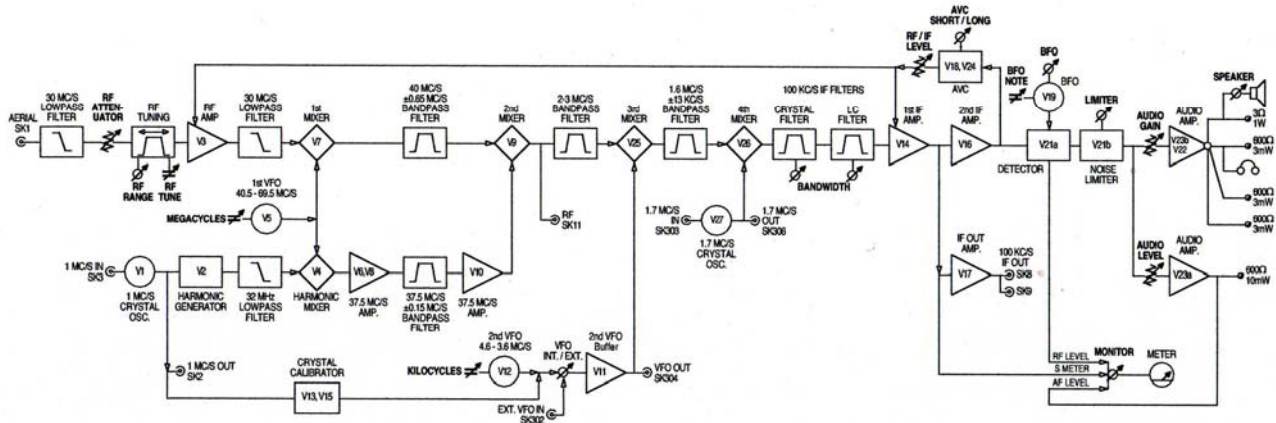 AVC
SHORT / LONG
RF / IF
LEVEL
V18, V24
AVC
BFO
BFO
NOTE
BFO
V19
SPEAKER
30 MC/S
LOWPASS
FILTER
RF
ATTEN-
UATOR
RF
TUNING
RF
AMP
30 MC/S
LOWPASS
FILTER
1st
MIXER
40 MC/S
±0.65 MC/S
BANDPASS
FILTER
2nd
MIXER
2-3 MC/S
BANDPASS
FILTER
3rd
MIXER
1.6 MC/S
±13 KC/S
BANDPASS
FILTER
4th
MIXER
100 KC/S IF FILTERS
CRYSTAL
FILTER
LC
FILTER
1st IF
AMP.
2nd IF
AMP.
LIMITER
AUDIO
GAIN
AUDIO
AMP.
AERIAL
SK1
V3
V7
V9
V25
V26
V14
V16
V21a
V21b
V23b
V22
3Ω
1W
600Ω
3mW
600Ω
3mW
600Ω
3mW
RF
RANGE
RF
TUNE
BANDWIDTH
DETECTOR
NOISE
LIMITER
1st VFO
40.5 - 69.5 MC/S
MEGACYCLES
V5
RF
SK11
1.7 MC/S
IN
SK303
V27
1.7 MC/S
OUT
SK306
1.7 MC/S
CRYSTAL
OSC.
IF OUT
AMP.
V17
100 KC/S
IF OUT
SK8
SK9
AUDIO
LEVEL
AUDIO
AMP.
V23a
600Ω
10mW
1 MC/S IN
SK3
V1
V2
V4
V6,V8
V10
1 MC/S
CRYSTAL
OSC.
HARMONIC
GENERATOR
32 MHz
LOWPASS
FILTER
HARMONIC
MIXER
37.5 MC/S
AMP.
37.5 MC/S
±0.15 MC/S
BANDPASS
FILTER
37.5 MC/S
AMP.
1 MC/S OUT
SK2
CRYSTAL
CALIBRATOR
V13, V15
2nd VFO
4.6 - 3.6 MC/S
KILOCYCLES
V12
VFO
INT. / EXT.
2nd VFO
Buffer
V11
VFO OUT
SK304
EXT. VFO IN
SK302
RF LEVEL
S METER
AF LEVEL
MONITOR
METER